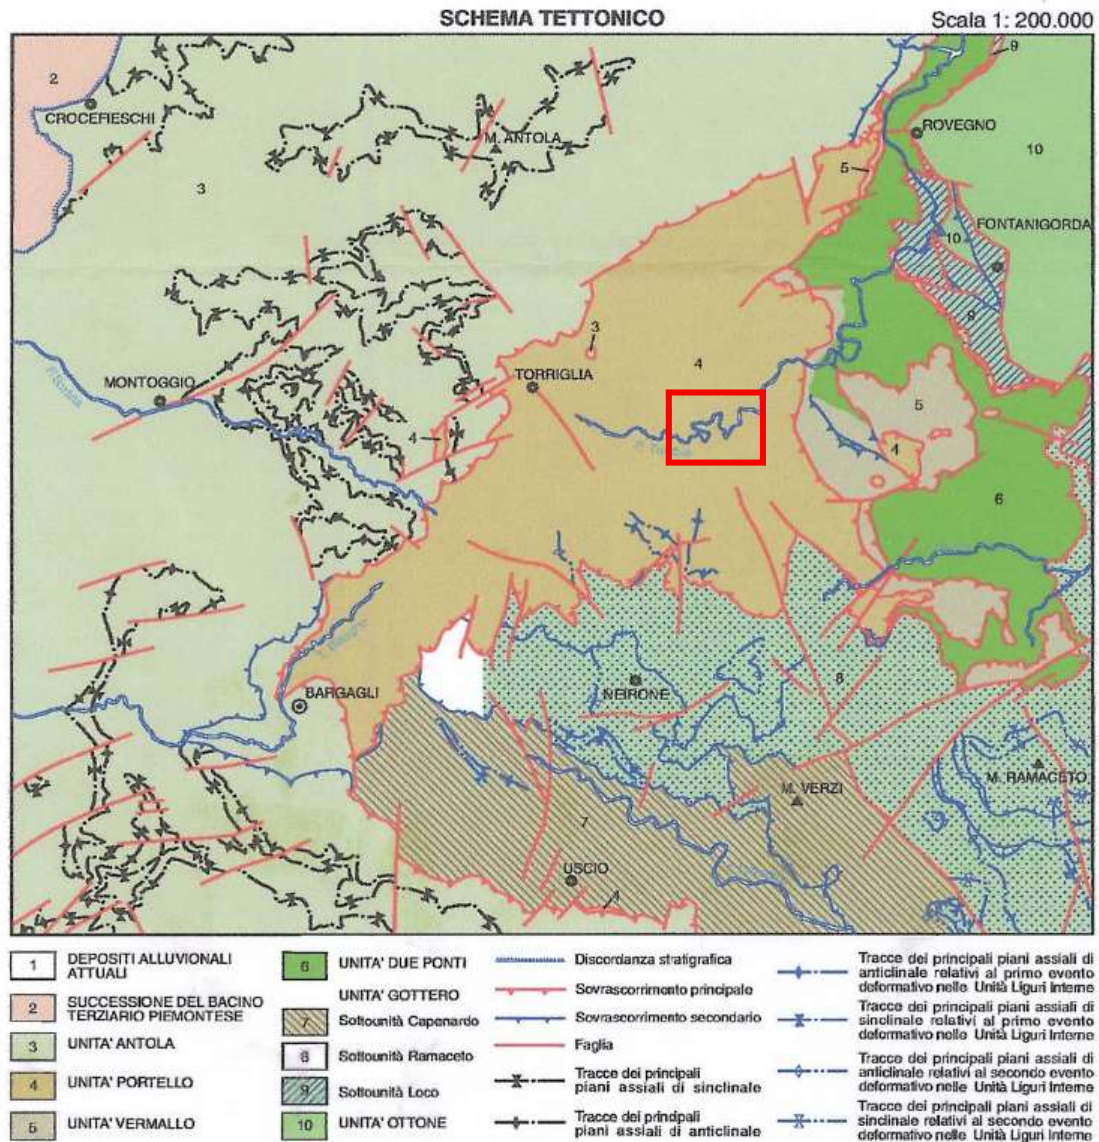 SCHEMA TETTONICO
Scala 1: 200.000
2
9
CROCEFIESCHI
M. ANTOLA
ROVEGNO
10
3
5
FONTANIGORDA
10
9
3
MONTOGGIO
TORRIGLIA
4
5
4
4
6
BARGAGLI
NEIRONE
8
M. RAMACETO
M. VERZI
7
USCIO
1 DEPOSITI ALLUVIONALI
ATTUALI
2 SUCCESSIONE DEL BACINO
TERZIARIO PIEMONTESE
3 UNITA' ANTOLA
4 UNITA' PORTELLO
5 UNITA' VERMALLO
6 UNITA' DUE PONTI
UNITA' GOTTERO
7 Sottounità Capenardo
8 Sottounità Ramaceto
9 Sottounità Loco
10 UNITA' OTTONE
Discordanza stratigrafica
Sovrascorrimento principale
Sovrascorrimento secondario
Faglia
Tracce dei principali
piani assiali di sinclinale
Tracce dei principali
piani assiali di anticlinale
Tracce dei principali piani assiali di
anticlinale relativi al primo evento
deformativo nelle Unità Liguri Interne
Tracce dei principali piani assiali di
sinclinale relativi al primo evento
deformativo nelle Unità Liguri Interne
Tracce dei principali piani assiali di
anticlinale relativi al secondo evento
deformativo nelle Unità Liguri Interne
Tracce dei principali piani assiali di
sinclinale relativi al secondo evento
deformativo nelle Unità Liguri Interne